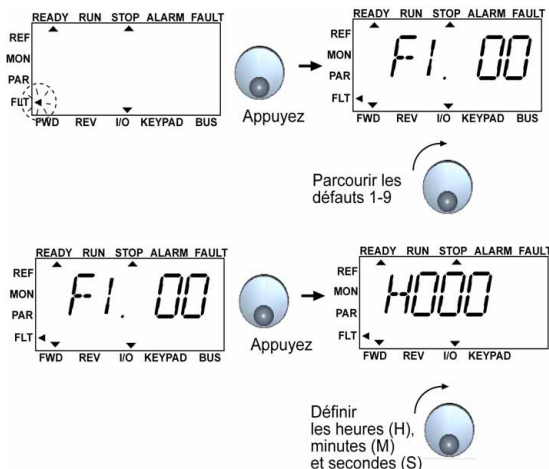 READY RUN STOP ALARM FAULT
REF
MON
PAR
FLT
FWD REV I/O KEYPAD BUS
Appuyez
READY RUN STOP ALARM FAULT
REF
MON
PAR
FLT
F1. 00
FWD REV I/O KEYPAD BUS
Parcourir les
défauts 1-9
READY RUN STOP ALARM FAULT
REF
MON
PAR
FLT
F1. 00
FWD REV I/O KEYPAD BUS
Appuyez
READY RUN STOP ALARM FAULT
REF
MON
PAR
FLT
H000
FWD REV I/O KEYPAD
Définir
les heures (H),
minutes (M)
et secondes (S)